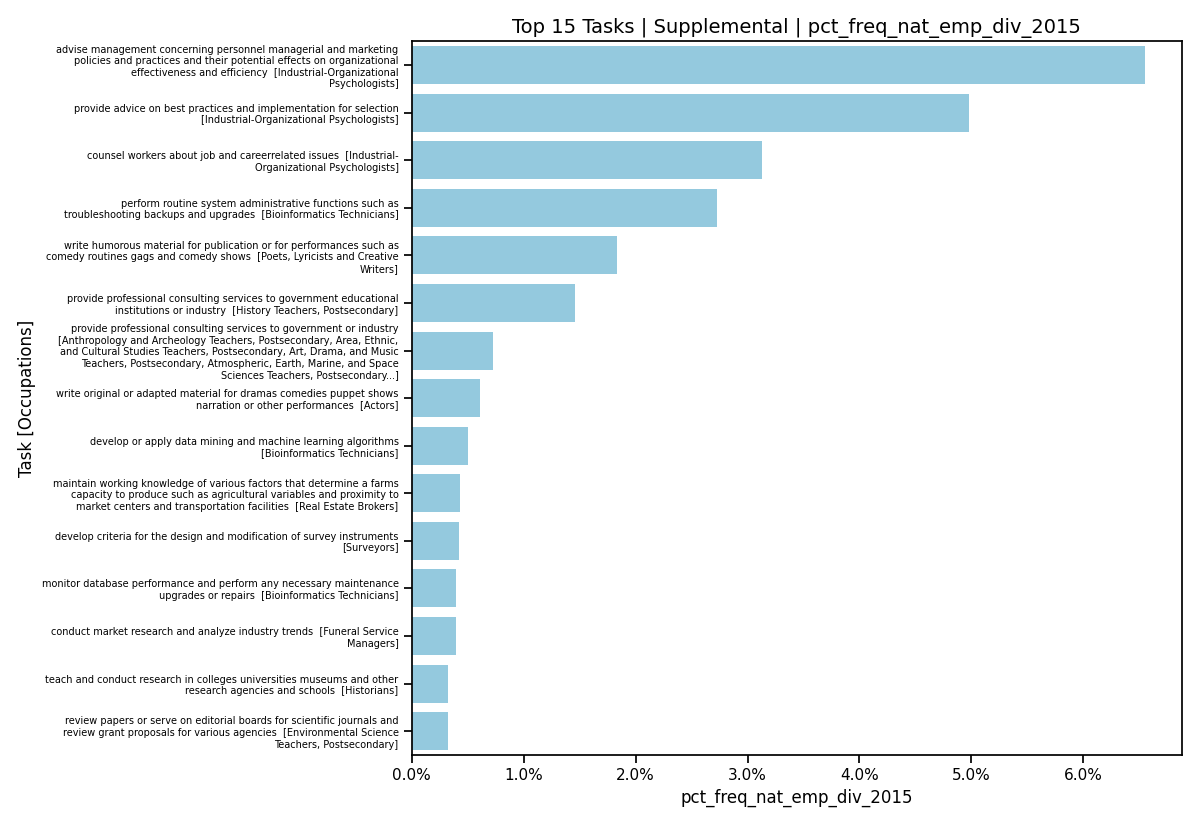 Top 15 Tasks | Supplemental | pct_freq_nat_emp_div_2015
advise management concerning personnel managerial and marketing
policies and practices and their potential effects on organizational
effectiveness and efficiency  [Industrial-Organizational
Psychologists]
provide advice on best practices and implementation for selection
[Industrial-Organizational Psychologists]
counsel workers about job and careerrelated issues  [Industrial-
Organizational Psychologists]
perform routine system administrative functions such as
troubleshooting backups and upgrades  [Bioinformatics Technicians]
write humorous material for publication or for performances such as
comedy routines gags and comedy shows  [Poets, Lyricists and Creative
Writers]
provide professional consulting services to government educational
institutions or industry  [History Teachers, Postsecondary]
provide professional consulting services to government or industry
[Anthropology and Archeology Teachers, Postsecondary, Area, Ethnic,
and Cultural Studies Teachers, Postsecondary, Art, Drama, and Music
Teachers, Postsecondary, Atmospheric, Earth, Marine, and Space
Sciences Teachers, Postsecondary...]
write original or adapted material for dramas comedies puppet shows
narration or other performances  [Actors]
develop or apply data mining and machine learning algorithms
[Bioinformatics Technicians]
maintain working knowledge of various factors that determine a farms
capacity to produce such as agricultural variables and proximity to
market centers and transportation facilities  [Real Estate Brokers]
develop criteria for the design and modification of survey instruments
[Surveyors]
monitor database performance and perform any necessary maintenance
upgrades or repairs  [Bioinformatics Technicians]
conduct market research and analyze industry trends  [Funeral Service
Managers]
teach and conduct research in colleges universities museums and other
research agencies and schools  [Historians]
review papers or serve on editorial boards for scientific journals and
review grant proposals for various agencies  [Environmental Science
Teachers, Postsecondary]
Task [Occupations]
0.0% 1.0% 2.0% 3.0% 4.0% 5.0% 6.0%
pct_freq_nat_emp_div_2015